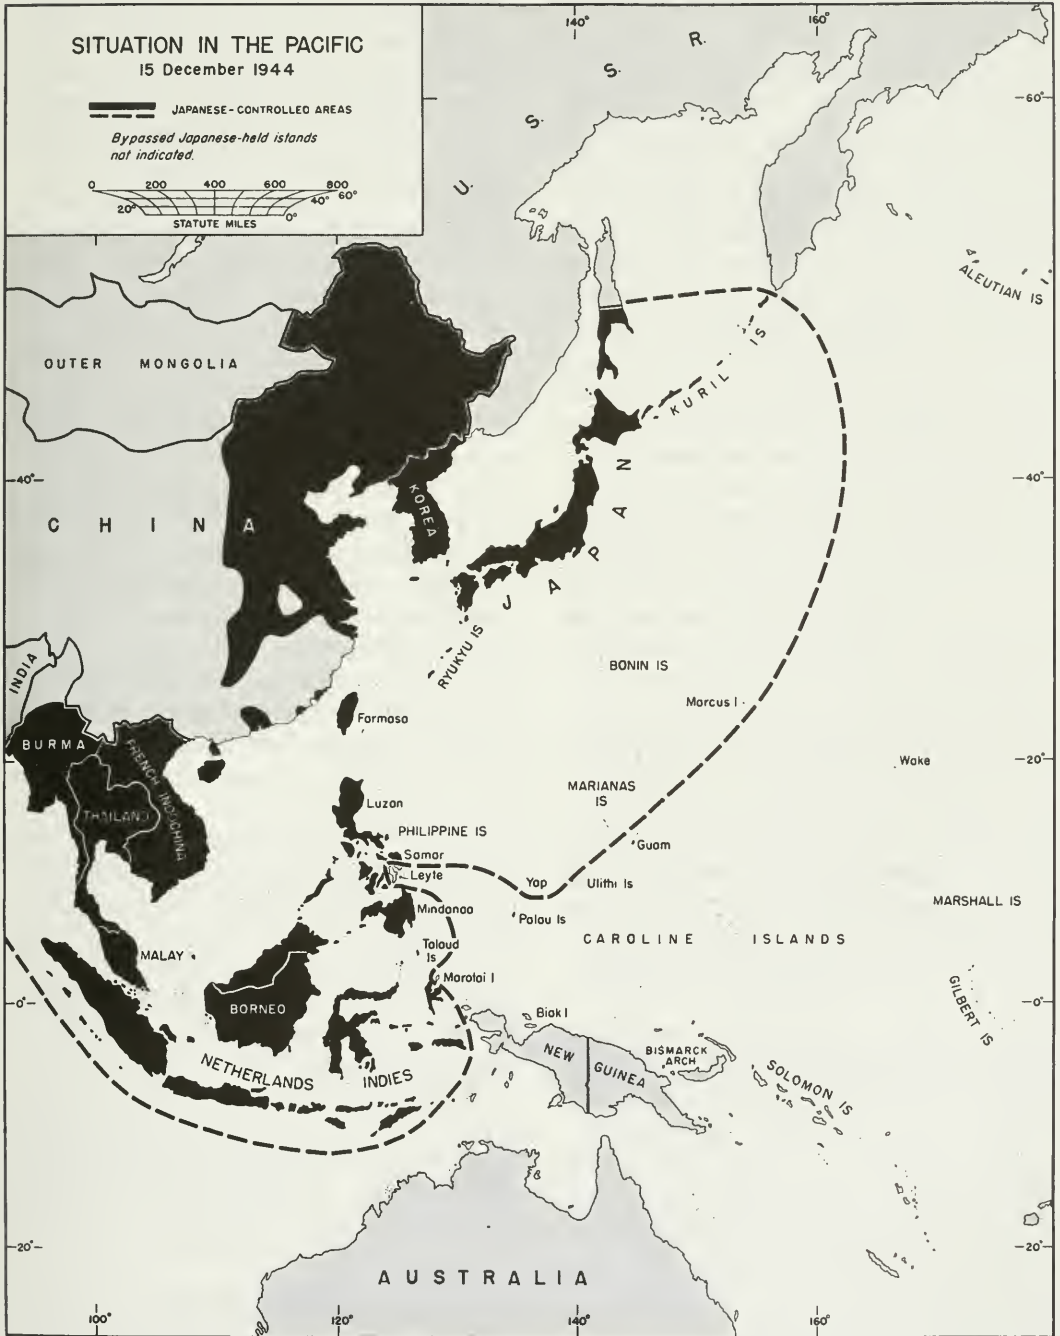 SITUATION IN THE PACIFIC
15 December 1944
JAPANESE-CONTROLLED AREAS
Bypassed Japanese-held islands
not indicated.
0 200 400 600 800
20° 40° 60°
0°
STATUTE MILES
140° 160°
U. S. S. R.
60°
ALEUTIAN IS
OUTER MONGOLIA
KURIL IS
40° 40°
CHINA
KOREA
JAPAN
RYUKYU IS
INDIA
BONIN IS
Marcus I
Formosa
BURMA
FRENCH INDOCHINA
20°
Wake
THAILAND
MARIANAS
IS
Luzon
PHILIPPINE IS
Guam
Samar
Leyte
Yap
Ulithi Is
Mindanao
Palau Is
MARSHALL IS
CAROLINE ISLANDS
MALAY
Talaud
Is
Morotai I
GILBERT IS
0° 0°
BORNEO
Biak I
NEW GUINEA
BISMARCK
ARCH
NETHERLANDS INDIES
SOLOMON IS
20° 20°
AUSTRALIA
100° 120° 140° 160°